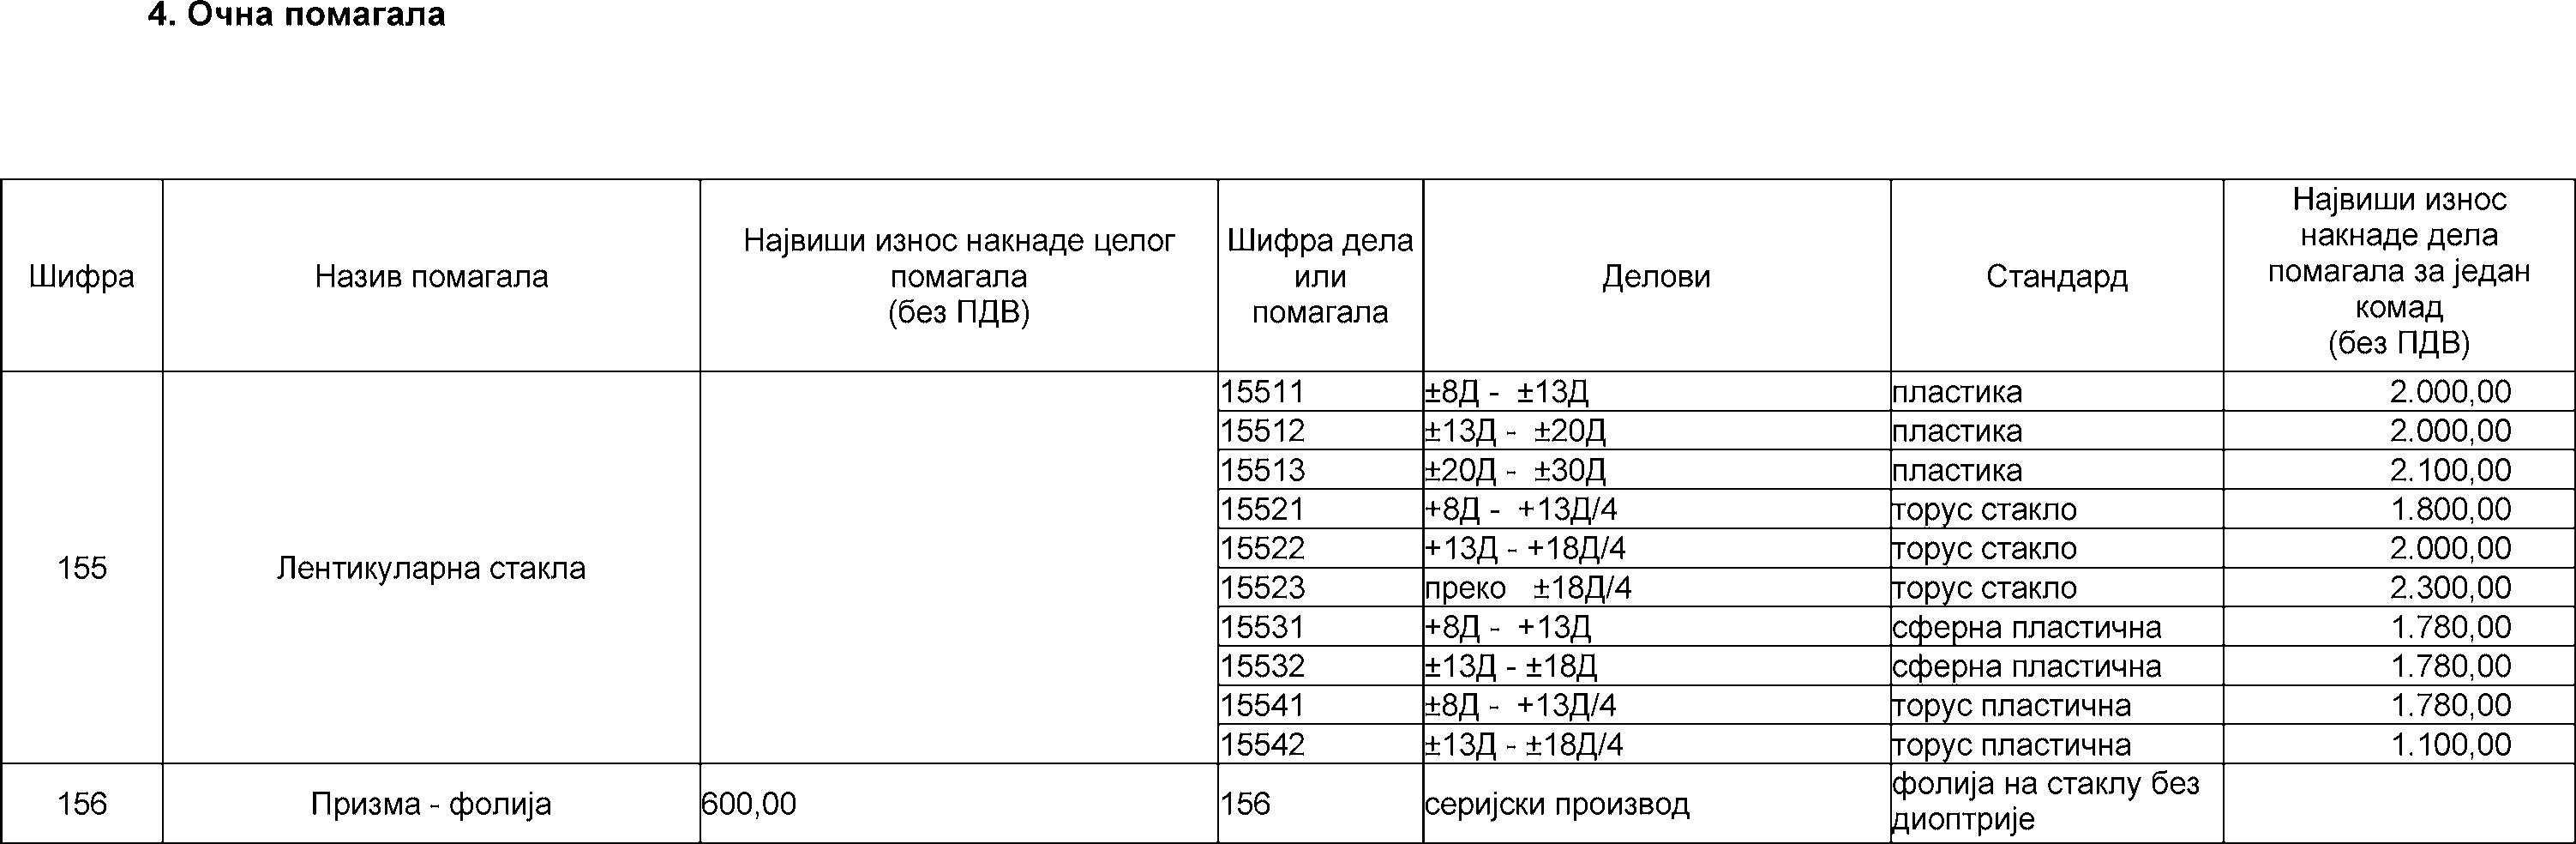 4. Очна помагала
Шифра
Назив помагала
Највиши износ накнаде целог
помагала
(без ПДВ)
Шифра дела
или
помагала
Делови
Стандард
Највиши износ
накнаде дела
помагала за један
комад
(без ПДВ)
155
Лентикуларна стакла
15511 ±8Д - ±13Д пластика 2.000,00
15512 ±13Д - ±20Д пластика 2.000,00
15513 ±20Д - ±30Д пластика 2.100,00
15521 +8Д - +13Д/4 торус стакло 1.800,00
15522 +13Д - +18Д/4 торус стакло 2.000,00
15523 преко ±18Д/4 торус стакло 2.300,00
15531 +8Д - +13Д сферна пластична 1.780,00
15532 ±13Д - ±18Д сферна пластична 1.780,00
15541 ±8Д - +13Д/4 торус пластична 1.780,00
15542 ±13Д - ±18Д/4 торус пластична 1.100,00
156 Призма - фолија 600,00 156 серијски производ
фолија на стаклу без
диоптрије